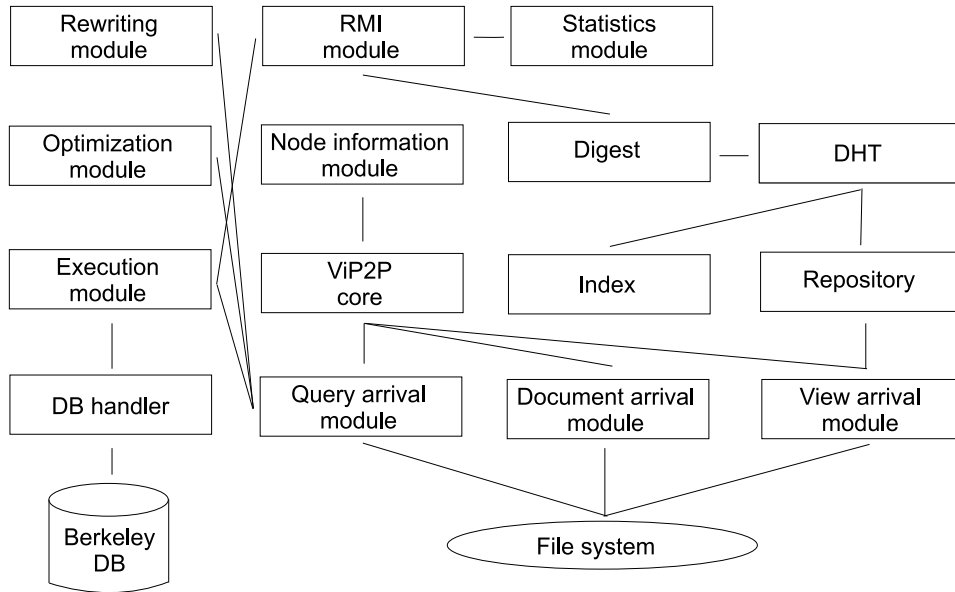 Rewriting
module
RMI
module
Statistics
module
Optimization
module
Node information
module
Digest
DHT
Execution
module
ViP2P
core
Index
Repository
DB handler
Query arrival
module
Document arrival
module
View arrival
module
Berkeley
DB
File system